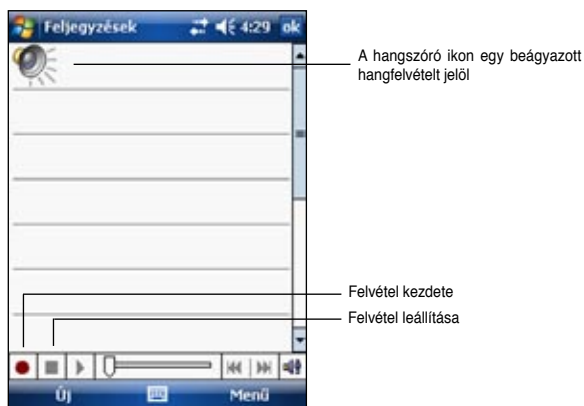 Feljegyzések 4:29 ok
A hangszóró ikon egy beágyazott
hangfelvételt jelöl
Felvétel kezdete
Felvétel leállítása
Új Menü